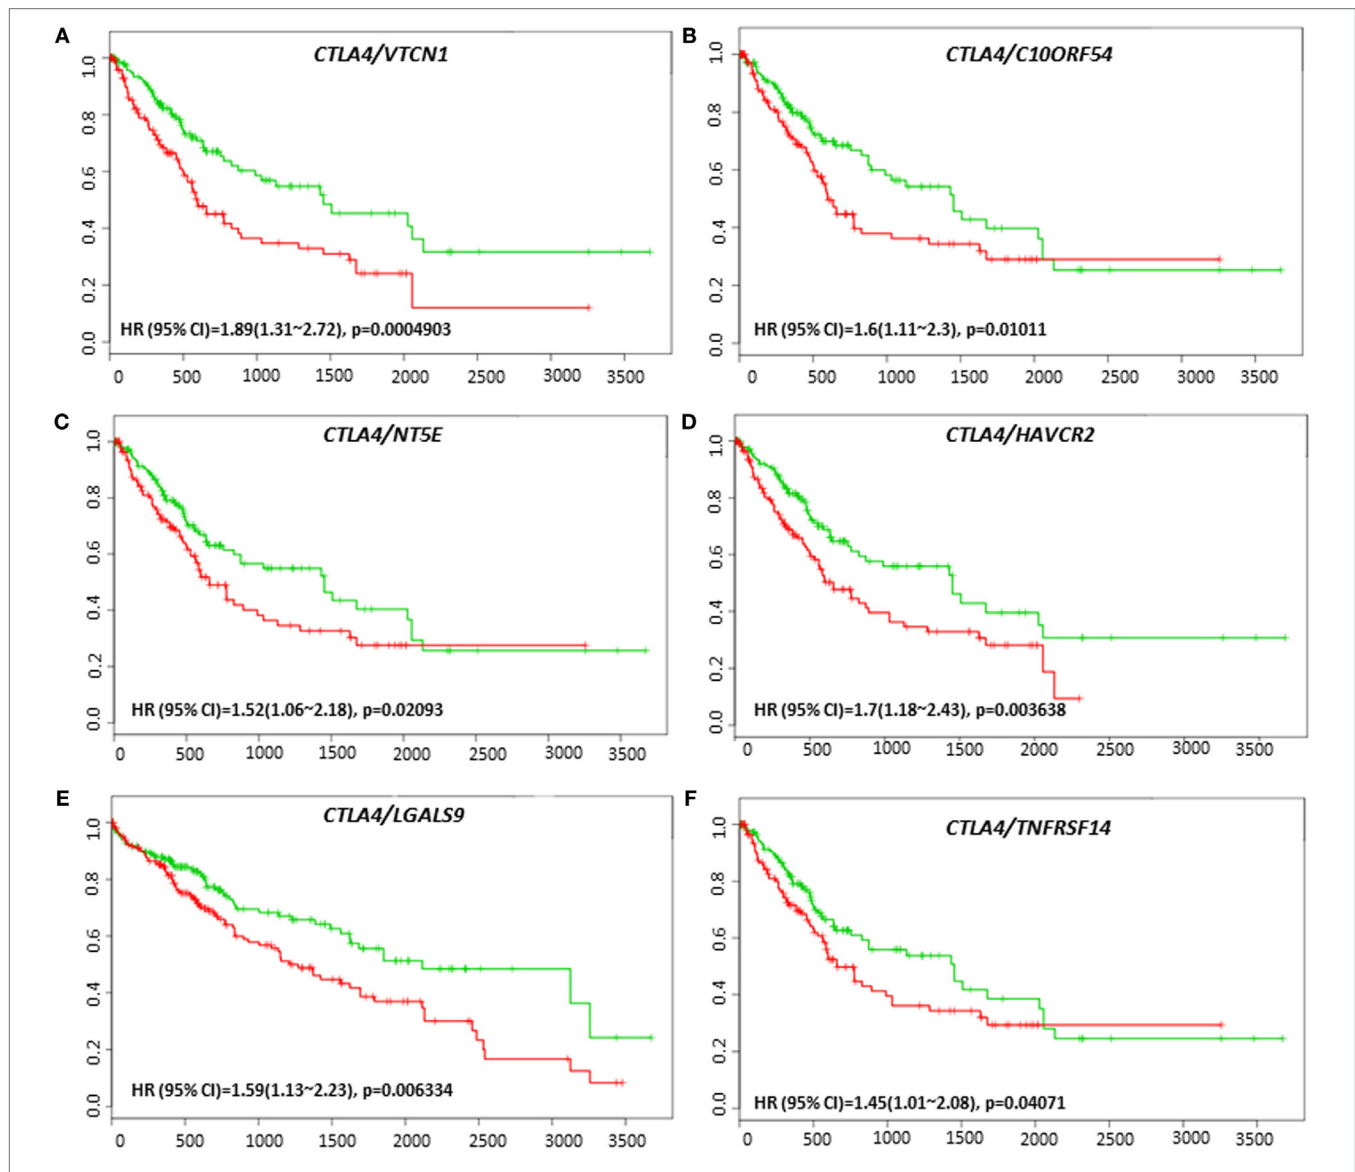 A
CTLA4/VTCN1
1.0
0.8
0.6
0.4
0.2
0.0
HR (95% CI)=1.89(1.31~2.72), p=0.0004903
0 500 1000 1500 2000 2500 3000 3500
B
CTLA4/C10ORF54
1.0
0.8
0.6
0.4
0.2
0.0
HR (95% CI)=1.6(1.11~2.3), p=0.01011
0 500 1000 1500 2000 2500 3000 3500
C
CTLA4/NT5E
1.0
0.8
0.6
0.4
0.2
0.0
HR (95% CI)=1.52(1.06~2.18), p=0.02093
0 500 1000 1500 2000 2500 3000 3500
D
CTLA4/HAVCR2
1.0
0.8
0.6
0.4
0.2
0.0
HR (95% CI)=1.7(1.18~2.43), p=0.003638
0 500 1000 1500 2000 2500 3000 3500
E
CTLA4/LGALS9
1.0
0.8
0.6
0.4
0.2
0.0
HR (95% CI)=1.59(1.13~2.23), p=0.006334
0 500 1000 1500 2000 2500 3000 3500
F
CTLA4/TNFRSF14
1.0
0.8
0.6
0.4
0.2
0.0
HR (95% CI)=1.45(1.01~2.08), p=0.04071
0 500 1000 1500 2000 2500 3000 3500